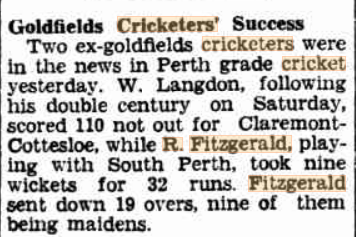 Goldfields Cricketers' Success
Two ex-goldfields cricketers were
in the news in Perth grade cricket
yesterday. W. Langdon, following
his double century on Saturday,
scored 110 not out for Claremont-
Cottesloe, while R. Fitzgerald, play-
ing with South Perth, took nine
wickets for 32 runs. Fitzgerald
sent down 19 overs, nine of them
being maidens.